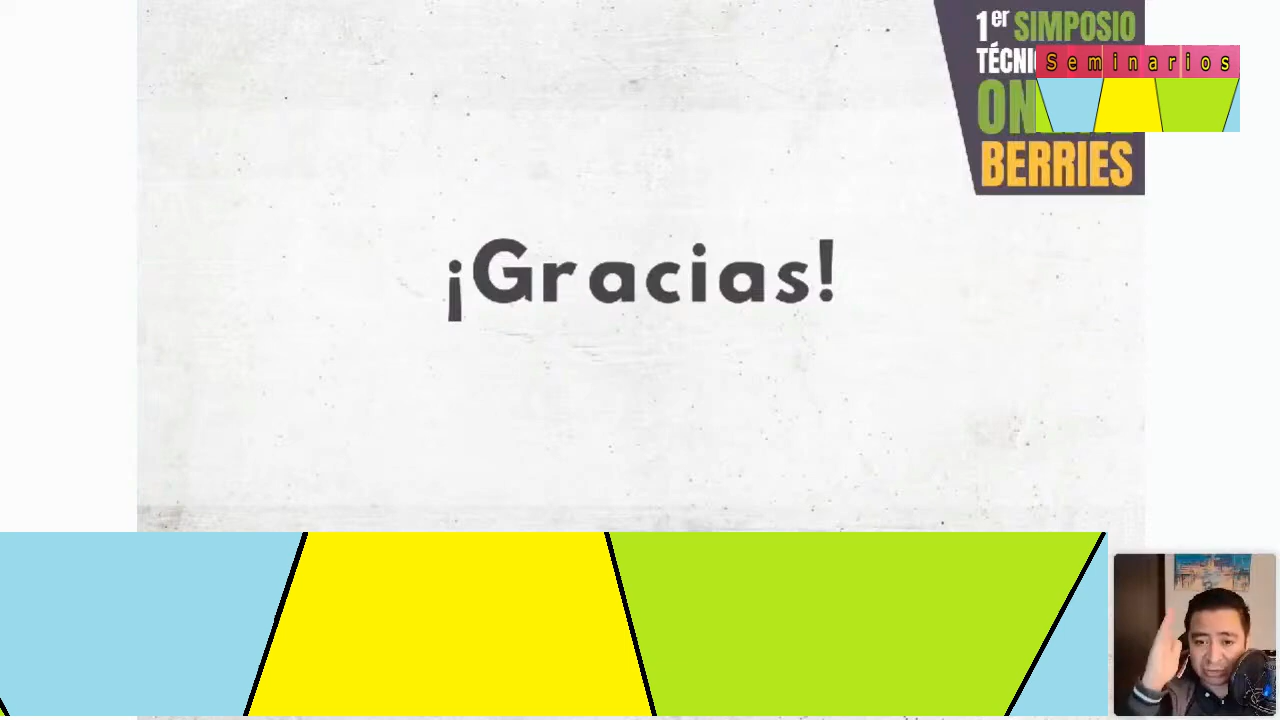 1er SIMPOSIO
TÉCNI
Seminarios
ON
BERRIES
¡Gracias!